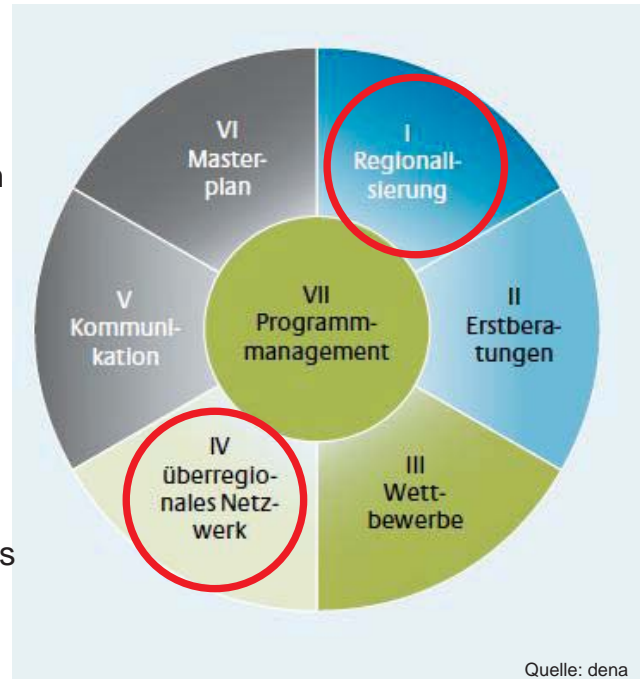 VI
Master-
plan
I
Regionali-
sierung
V
Kommuni-
kation
VII
Programm-
management
II
Erstbera-
tungen
IV
überregio-
nales Netz-
werk
III
Wett-
bewerbe
n
s
Quelle: dena